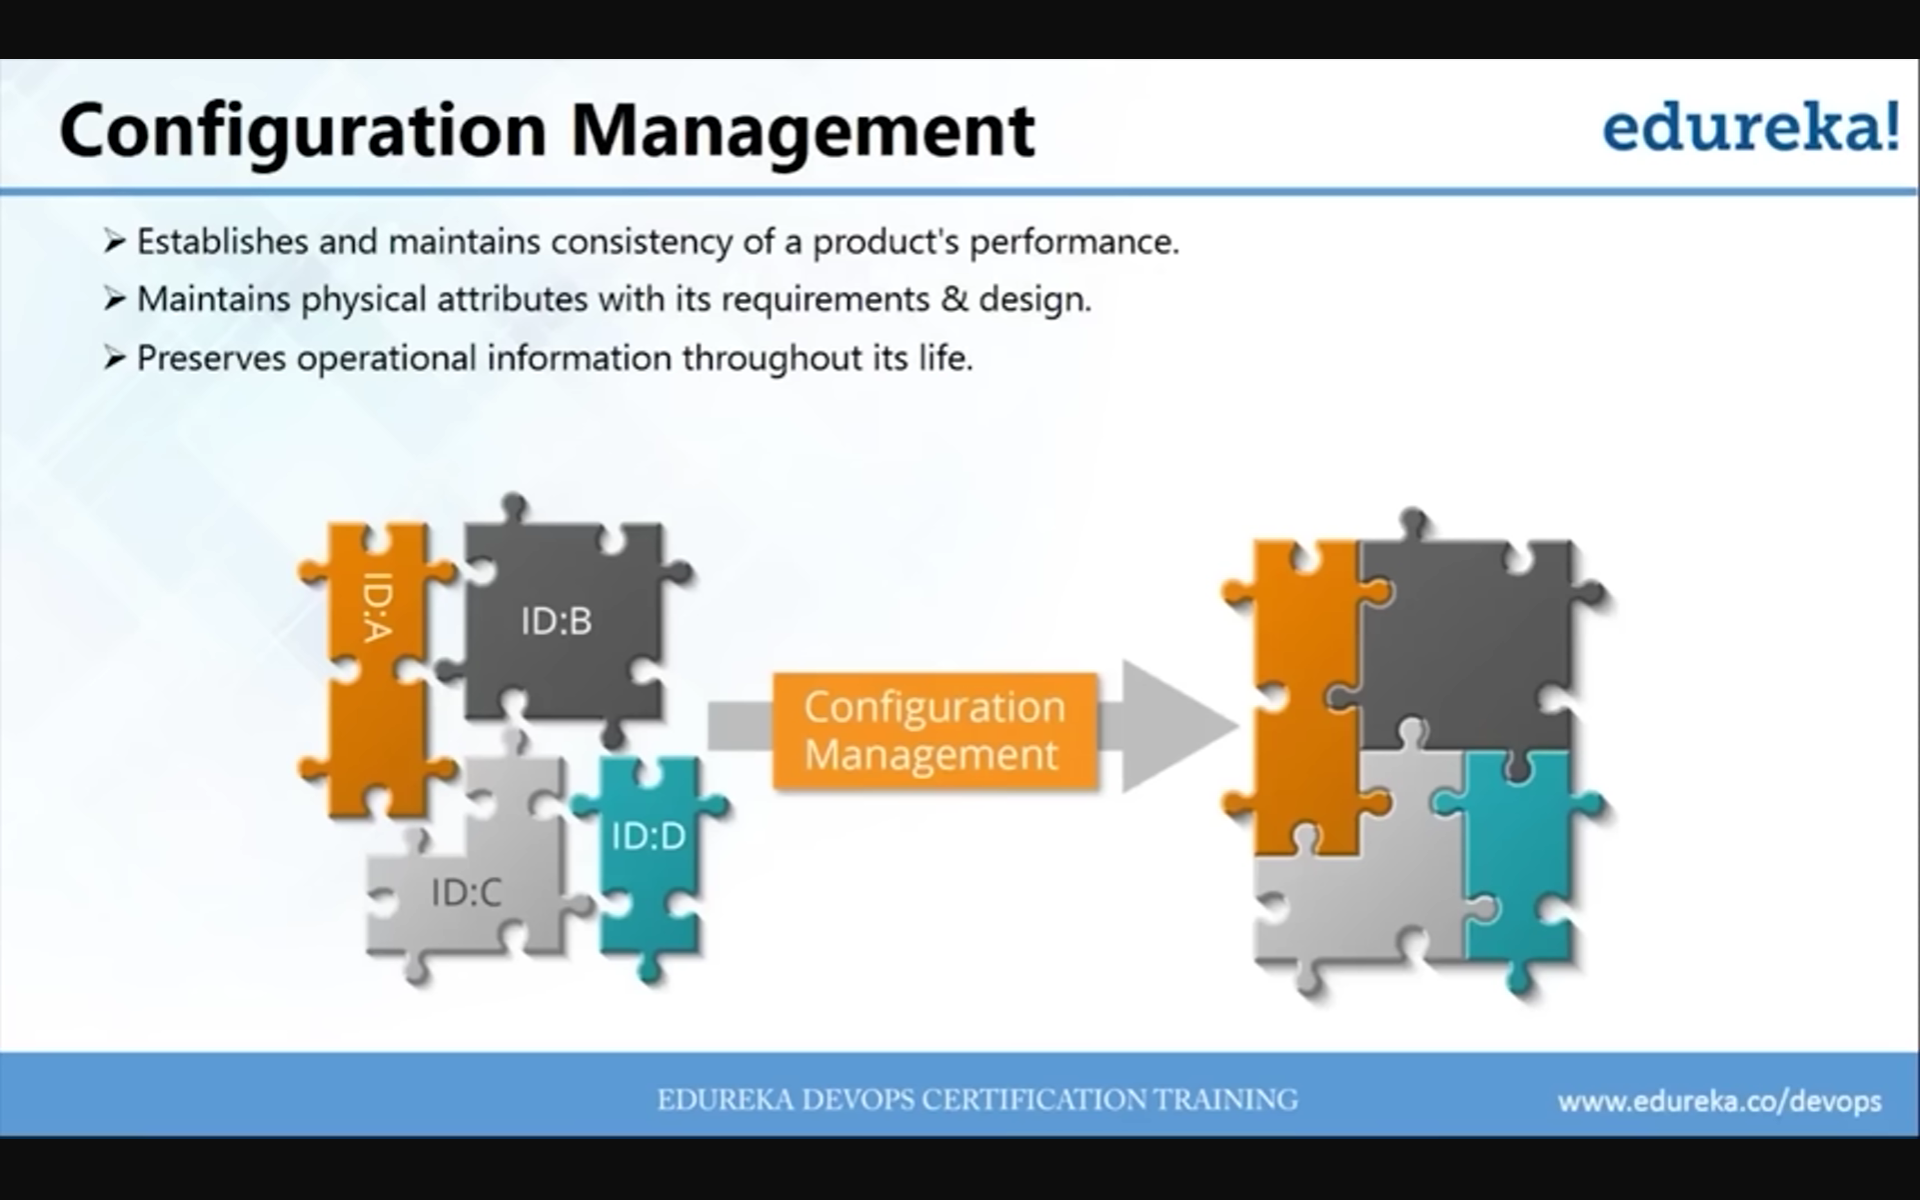 Configuration Management
edureka!
➤ Establishes and maintains consistency of a product's performance.
➤ Maintains physical attributes with its requirements & design.
➤ Preserves operational information throughout its life.
ID:A
ID:B
ID:C
ID:D
Configuration
Management
EDUREKA DEVOPS CERTIFICATION TRAINING
www.edureka.co/devops